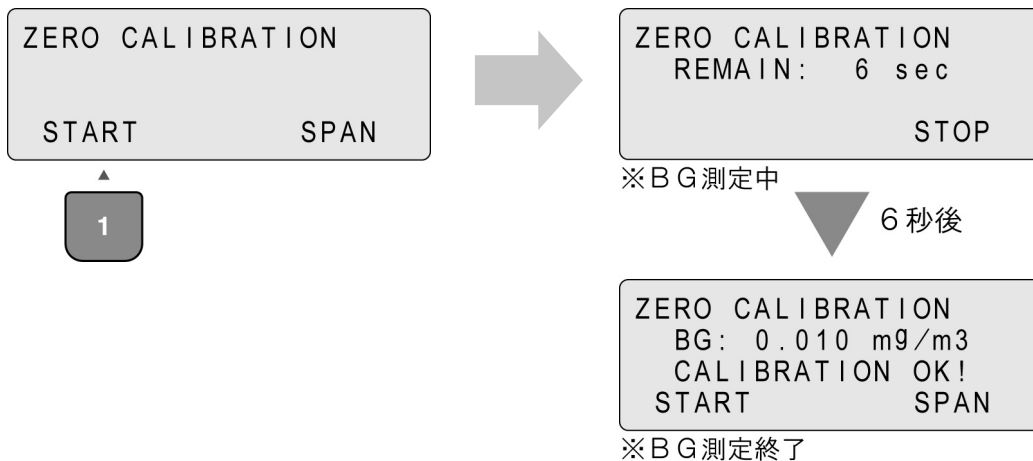 ZERO CALIBRATION
START SPAN
1
ZERO CALIBRATION
REMAIN: 6 sec
STOP
※ＢＧ測定中
６秒後
ZERO CALIBRATION
BG: 0.010 mg/m3
CALIBRATION OK!
START SPAN
※ＢＧ測定終了